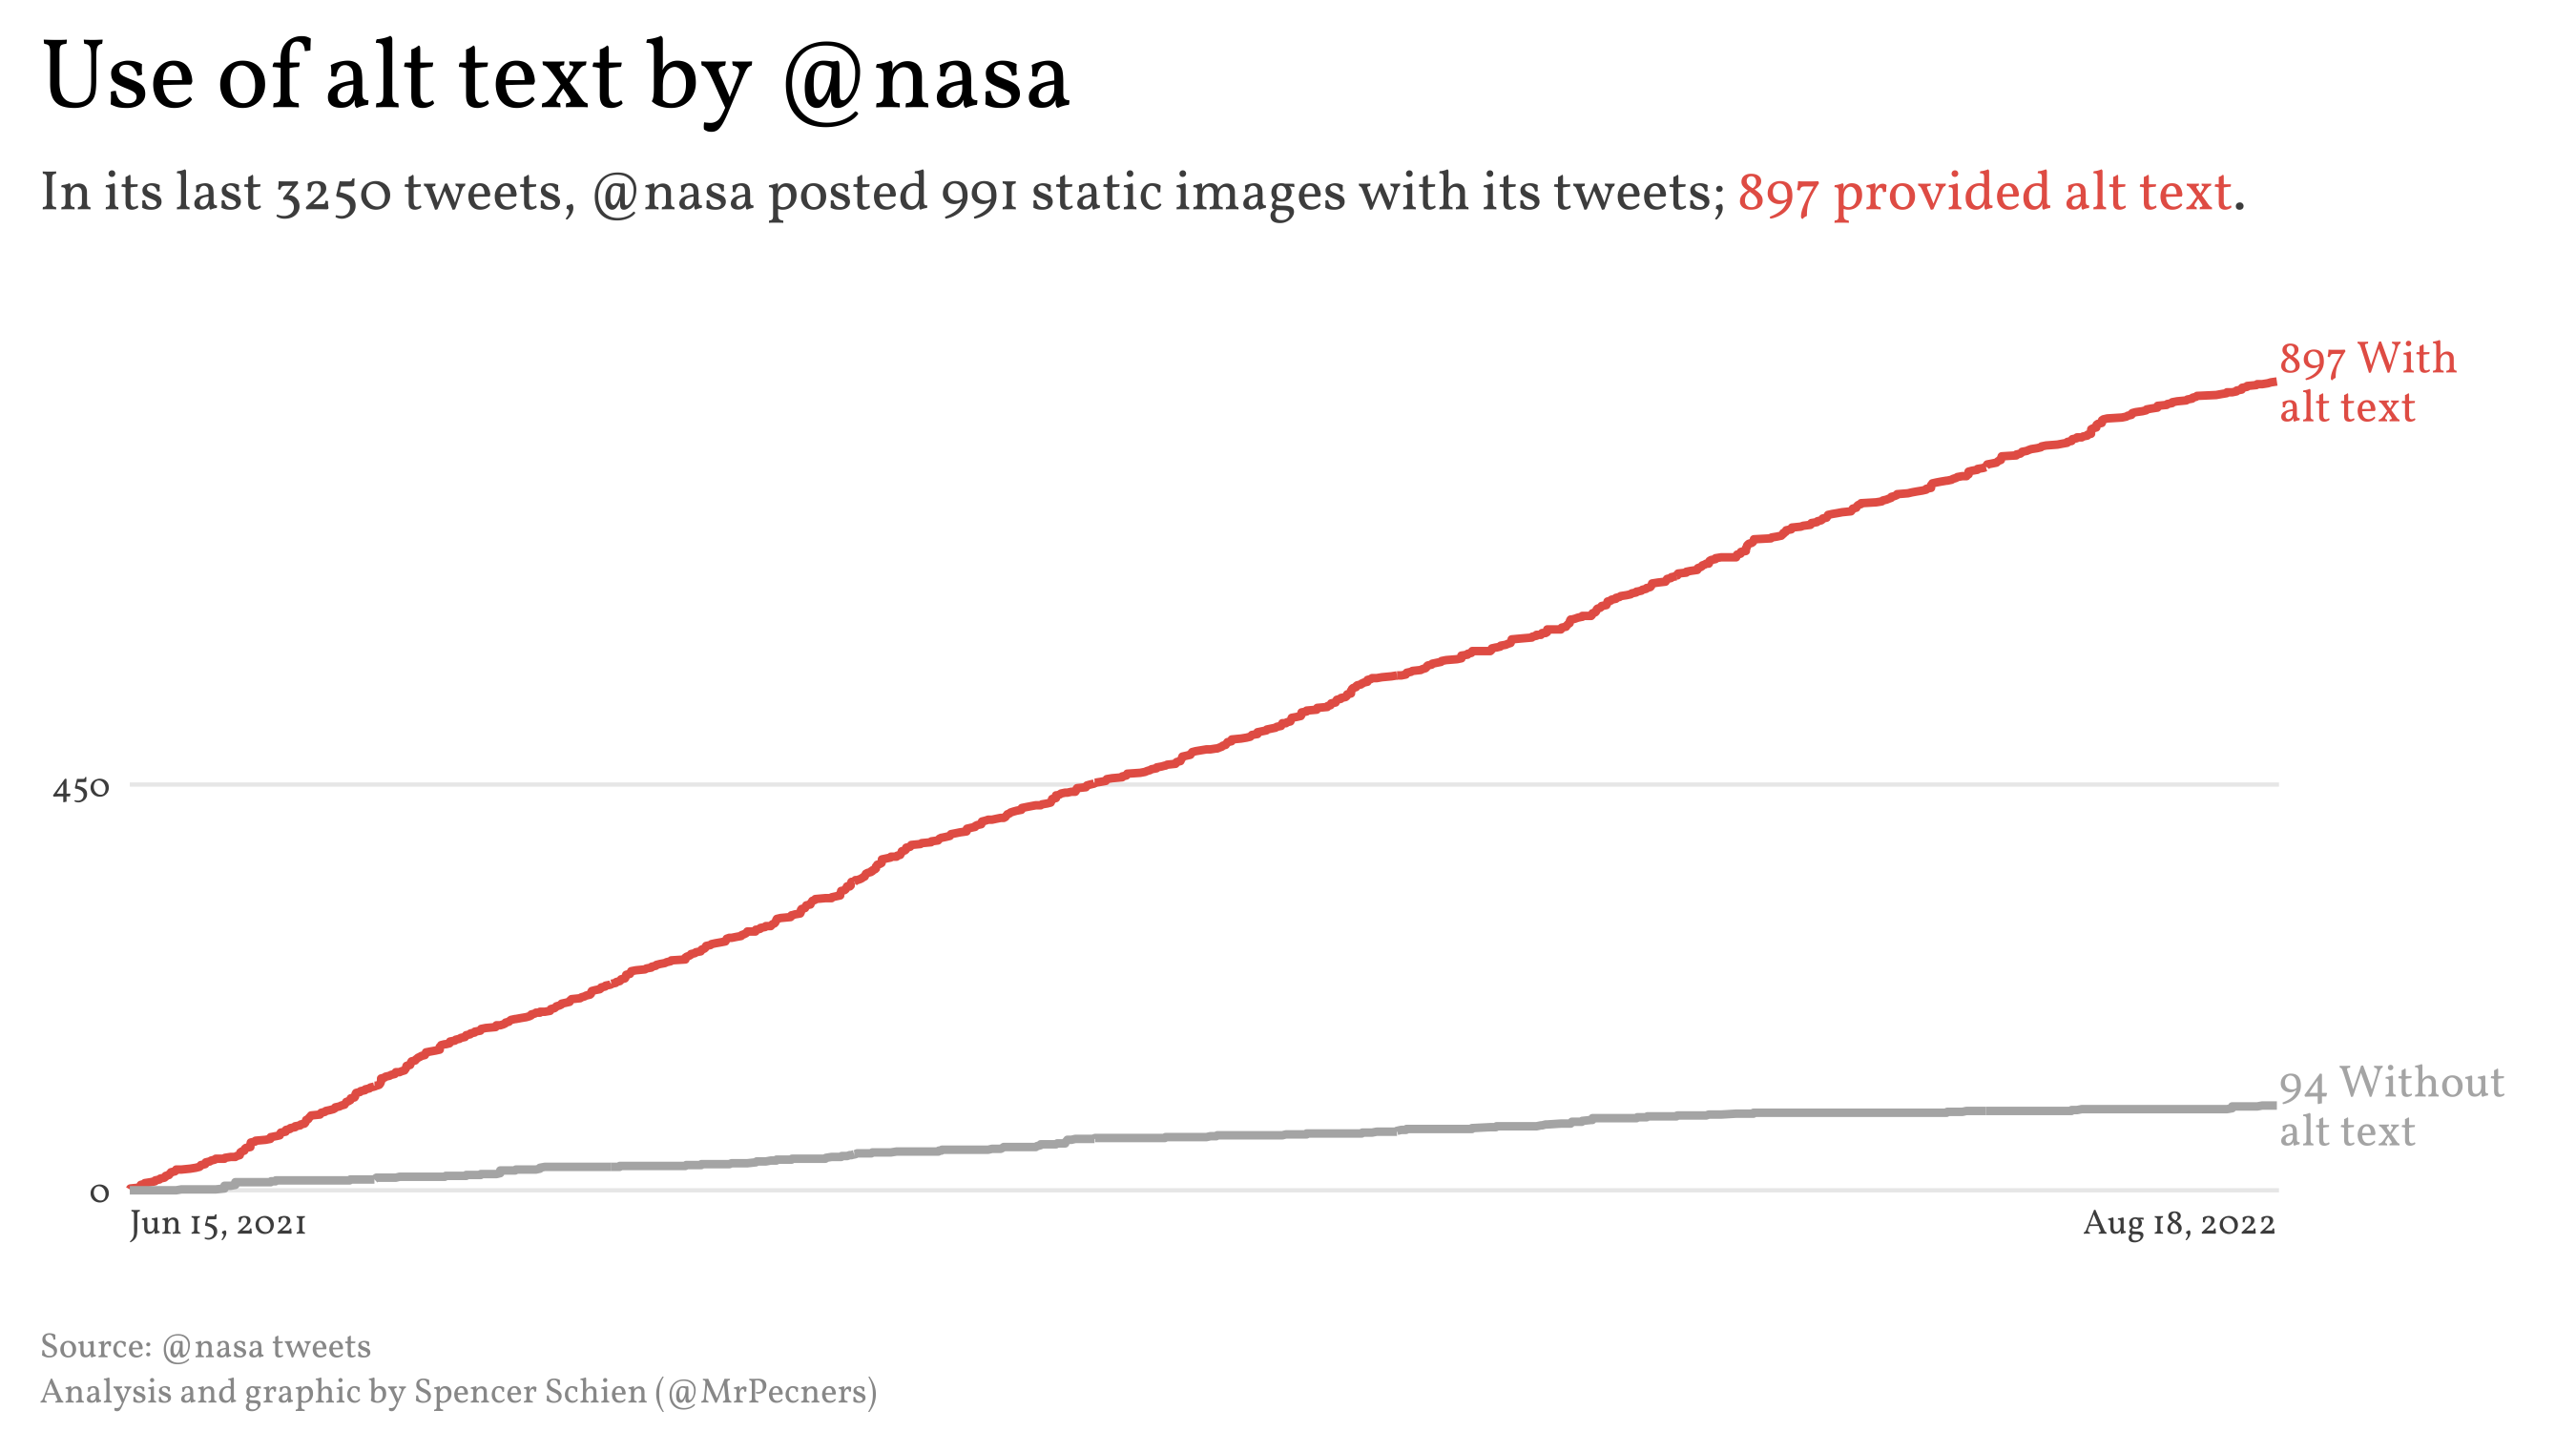 Use of alt text by @nasa
In its last 3250 tweets, @nasa posted 991 static images with its tweets; 897 provided alt text.
897 With
alt text
450
94 Without
alt text
0
Jun 15, 2021
Aug 18, 2022
Source: @nasa tweets
Analysis and graphic by Spencer Schien (@MrPecners)